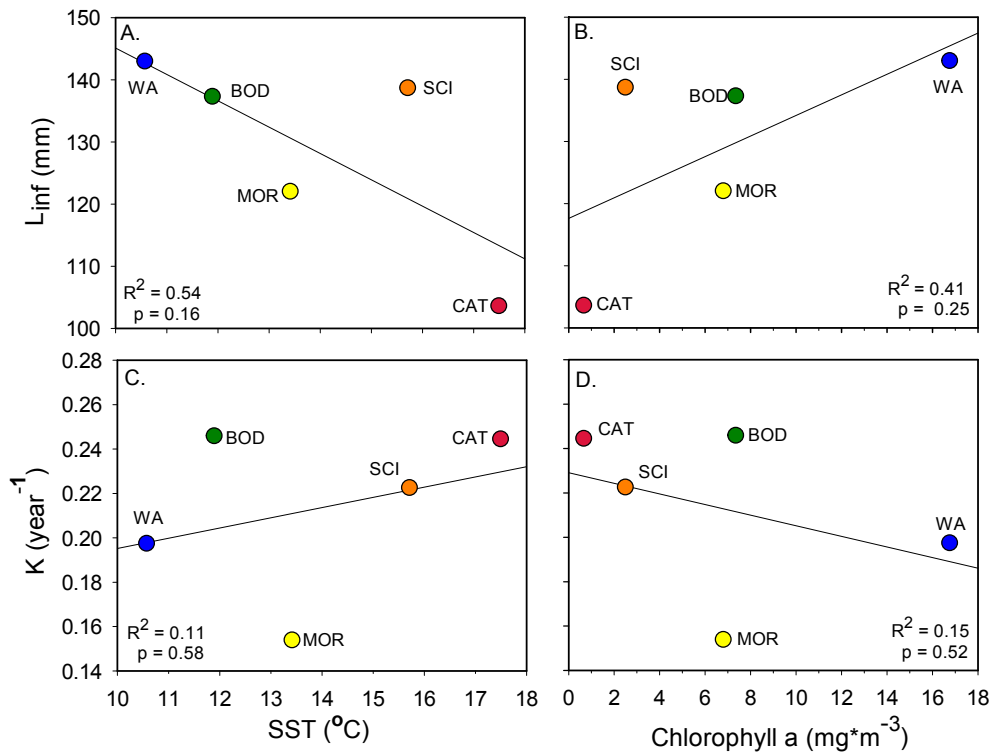 A.
150
140
130
120
110
100
Linf (mm)
WA
BOD
SCI
MOR
CAT
R2 = 0.54
p = 0.16
B.
SCI
BOD
WA
MOR
CAT
R2 = 0.41
p = 0.25
C.
0.28
0.26
0.24
0.22
0.20
0.18
0.16
0.14
K (year-1)
BOD
CAT
SCI
WA
MOR
R2 = 0.11
p = 0.58
10 11 12 13 14 15 16 17 18
SST (oC)
D.
CAT
BOD
SCI
WA
MOR
R2 = 0.15
p = 0.52
0 2 4 6 8 10 12 14 16 18
Chlorophyll a (mg*m-3)